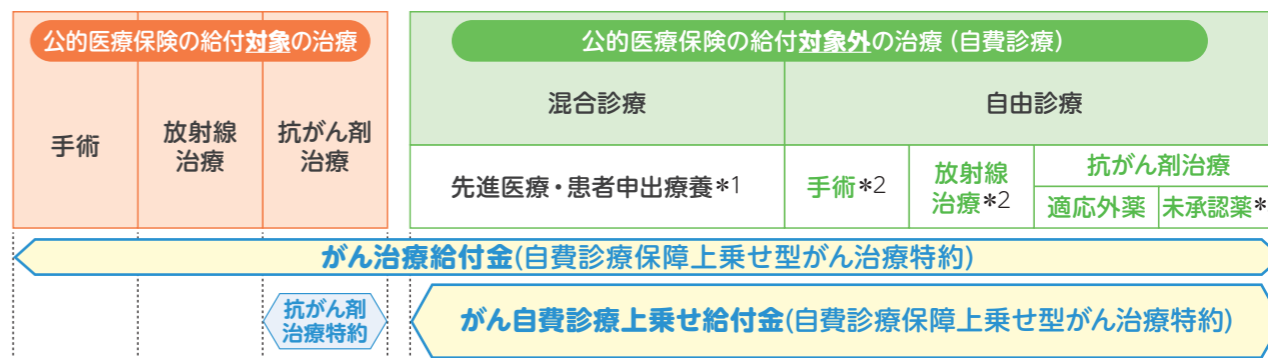 公的医療保険の給付対象の治療
公的医療保険の給付対象外の治療（自費診療）
手術
放射線
治療
抗がん剤
治療
混合診療
自由診療
先進医療・患者申出療養*1
手術*2
放射線
治療*2
抗がん剤治療
適応外薬
未承認薬*
がん治療給付金(自費診療保障上乗せ型がん治療特約)
抗がん剤
治療特約
がん自費診療上乗せ給付金(自費診療保障上乗せ型がん治療特約)